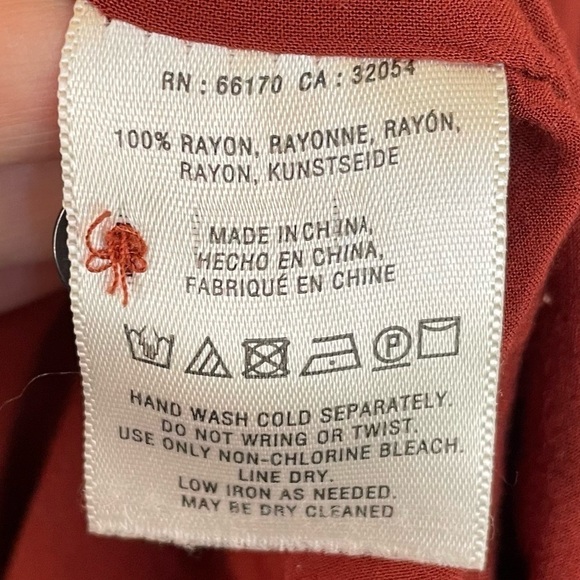 RN : 66170 CA : 32054
100% RAYON, RAYONNE, RAYÓN,
RAYON, KUNSTSEIDE
MADE IN CHINA,
HECHO EN CHINA,
FABRIQUÉ EN CHINE
P
HAND WASH COLD SEPARATELY.
DO NOT WRING OR TWIST.
USE ONLY NON-CHLORINE BLEACH.
LINE DRY.
LOW IRON AS NEEDED.
MAY BE DRY CLEANED